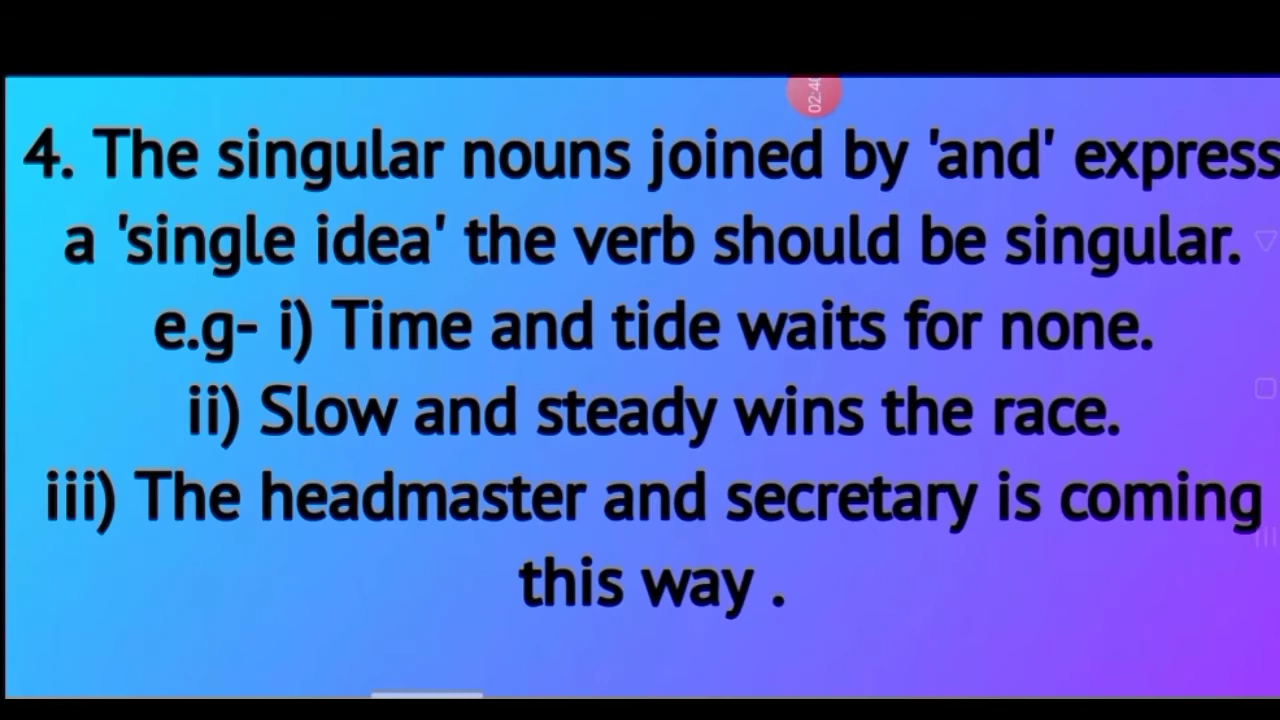 4. The singular nouns joined by 'and' express
a 'single idea' the verb should be singular.
e.g- i) Time and tide waits for none.
ii) Slow and steady wins the race.
iii) The headmaster and secretary is coming
this way .